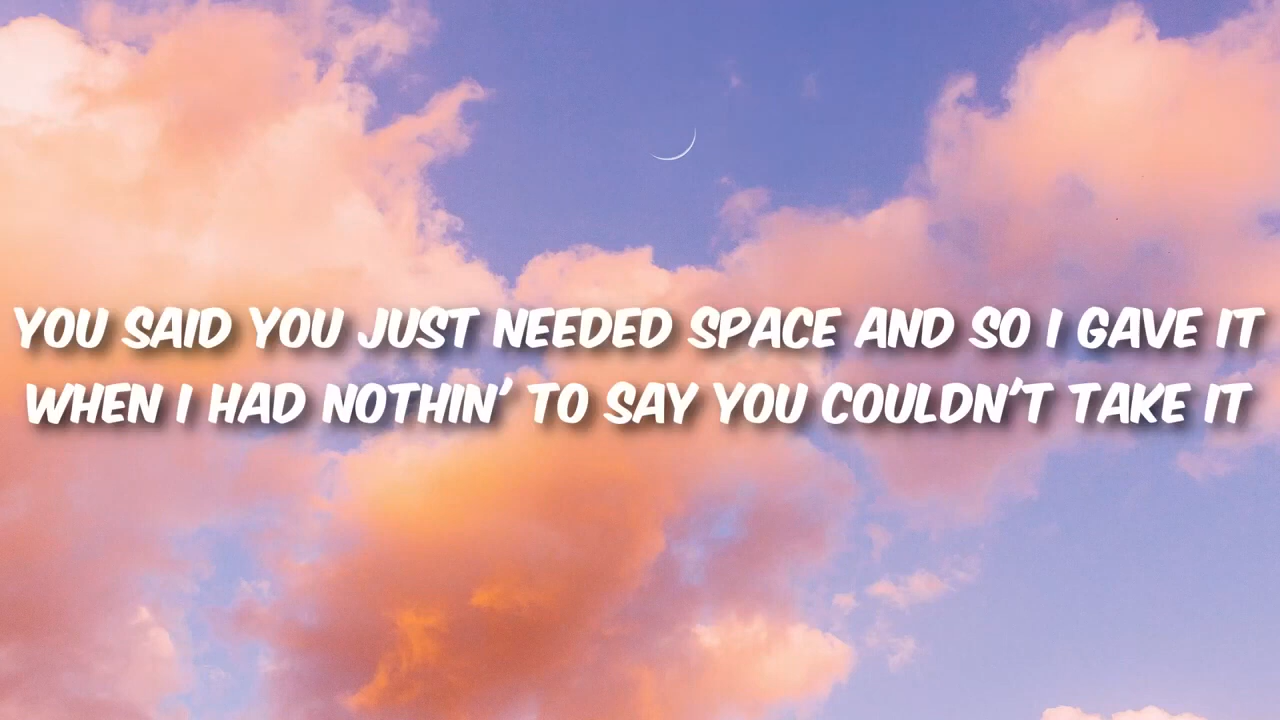 YOU SAID YOU JUST NEEDED SPACE AND SO I GAVE IT
WHEN I HAD NOTHIN' TO SAY YOU COULDN'T TAKE IT